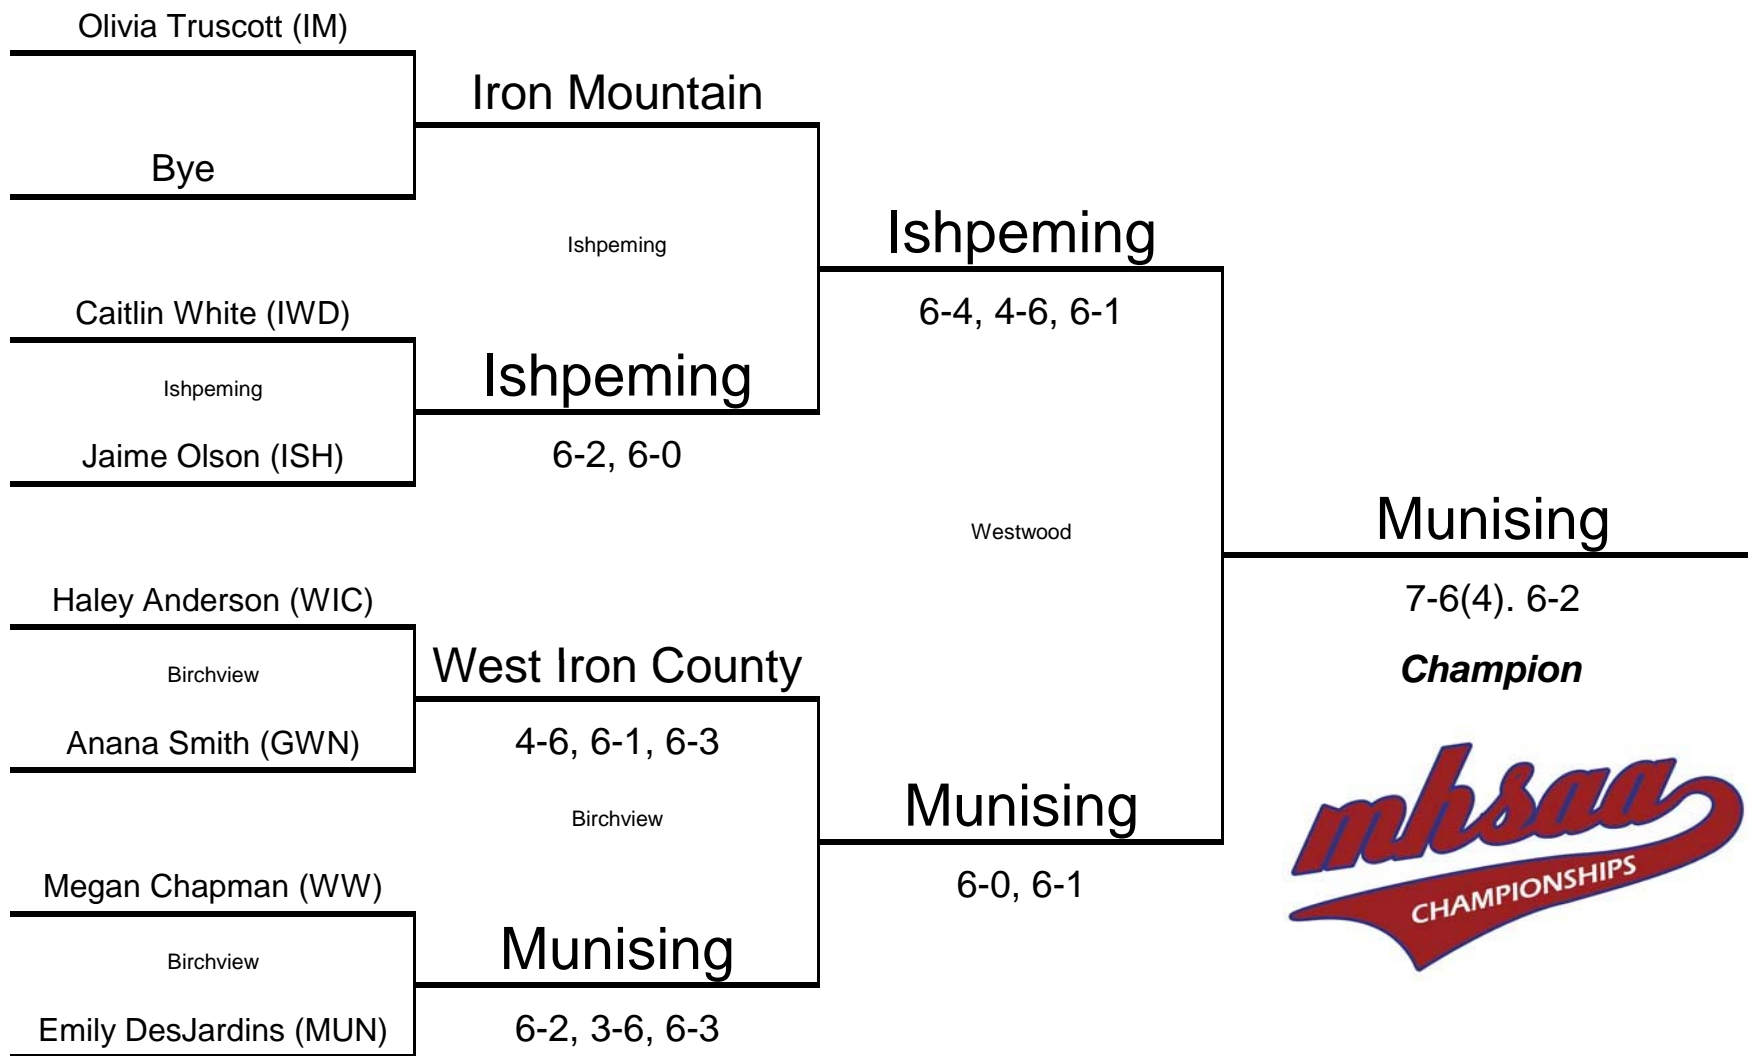 Olivia Truscott (IM)
Iron Mountain
Bye
Ishpeming
Ishpeming
Caitlin White (IWD)
6-4, 4-6, 6-1
Ishpeming
Ishpeming
Jaime Olson (ISH)
6-2, 6-0
Westwood
Munising
Haley Anderson (WIC)
7-6(4). 6-2
Birchview
West Iron County
Champion
Anana Smith (GWN)
4-6, 6-1, 6-3
Birchview
Munising
mhsaa
CHAMPIONSHIPS
Megan Chapman (WW)
6-0, 6-1
Birchview
Munising
Emily DesJardins (MUN)
6-2, 3-6, 6-3